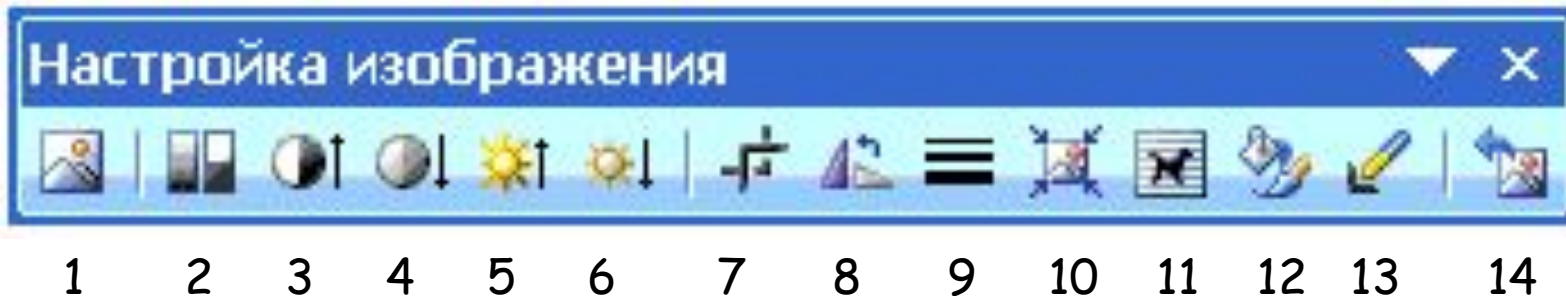 Настройка изображения
1 2 3 4 5 6 7 8 9 10 11 12 13 14